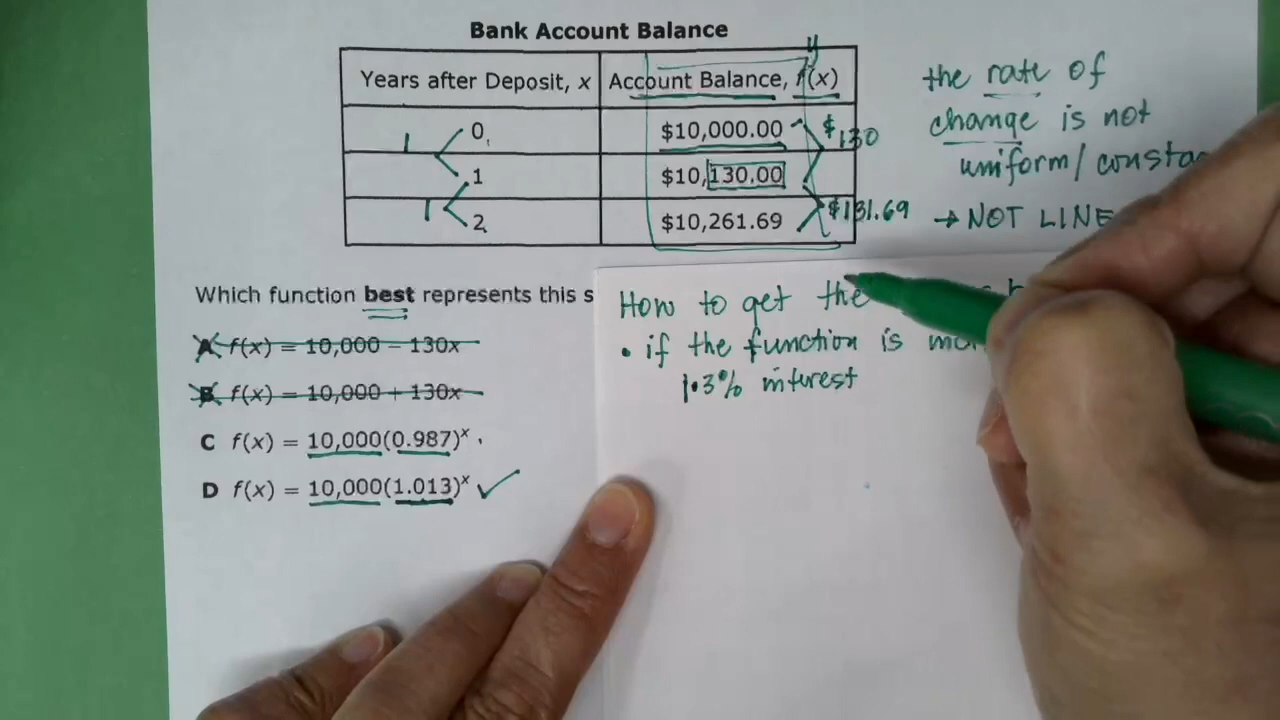 Bank Account Balance
Years after Deposit, x Account Balance, f(x) y
0 $10,000.00
1 $10,130.00
2 $10,261.69
1
1
$130
$131.69
the rate of
change is not
uniform/
→ NOT
Which function best represents this
A f(x) = 10,000 − 130x
B f(x) = 10,000 + 130x
C f(x) = 10,000(0.987)ˣ
D f(x) = 10,000(1.013)ˣ ✓
How to get the
• if the function is
1.3% interest